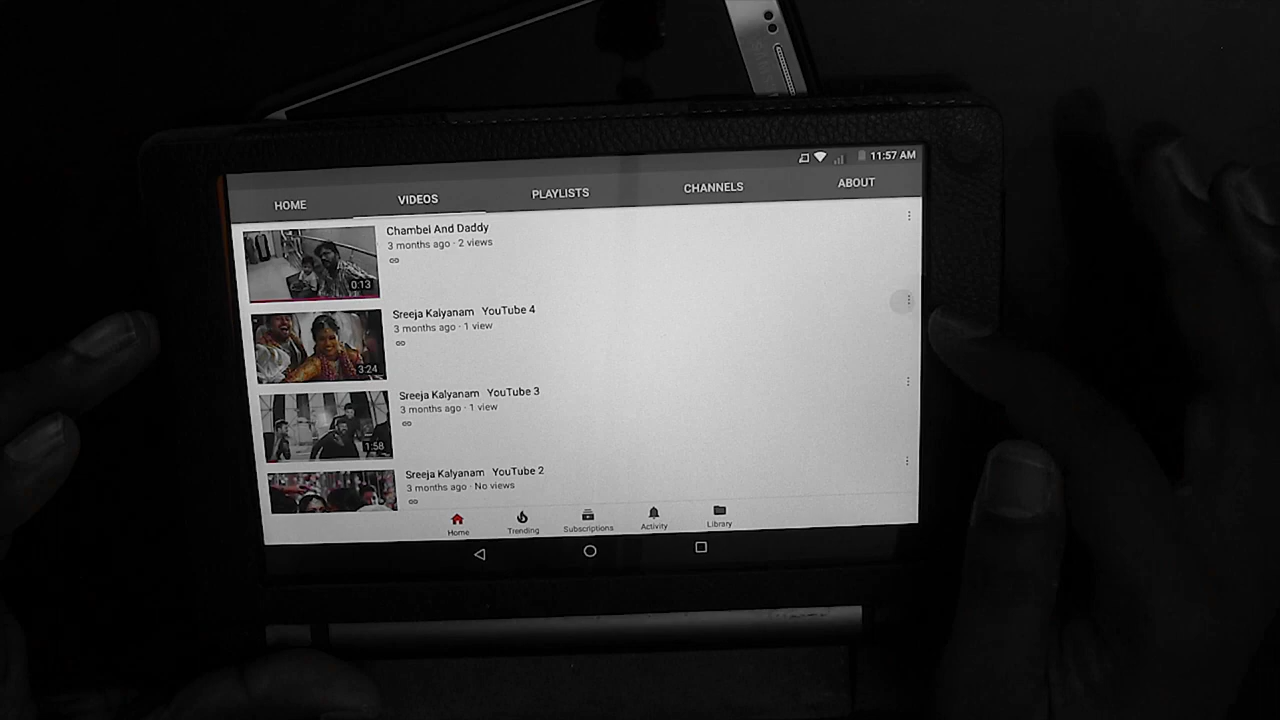 11:57 AM
HOME VIDEOS PLAYLISTS CHANNELS ABOUT
Chambei And Daddy
3 months ago · 2 views
0:13
Sreeja Kalyanam YouTube 4
3 months ago · 1 view
3:24
Sreeja Kalyanam YouTube 3
3 months ago · 1 view
1:58
Sreeja Kalyanam YouTube 2
3 months ago · No views
Home Trending Subscriptions Activity Library